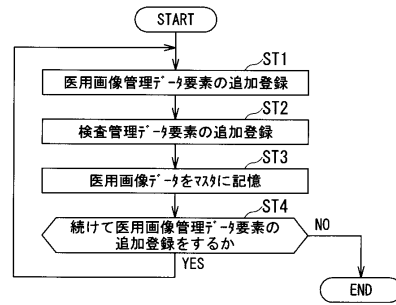 START
ST1
医用画像管理ﾃﾞｰﾀ要素の追加登録
ST2
検査管理ﾃﾞｰﾀ要素の追加登録
ST3
医用画像ﾃﾞｰﾀをﾏｽﾀに記憶
ST4
続けて医用画像管理ﾃﾞｰﾀ要素の
追加登録をするか
NO
YES
END